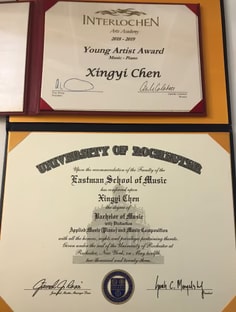 INTERLOCHEN
Arts Academy
2018 - 2019
Young Artist Award
Music - Piano
Xingyi Chen
UNIVERSITY OF ROCHESTER
Upon the recommendation of the Faculty of the
Eastman School of Music
has conferred upon
Xingyi Chen
the degree of
Bachelor of Music
with Distinction
Applied Music (Piano) and Music Composition
with all the honors, rights and privileges pertaining thereto.
Given under the seal of the University of Rochester at
Rochester, New York, on May twelfth,
two thousand and twenty-three.